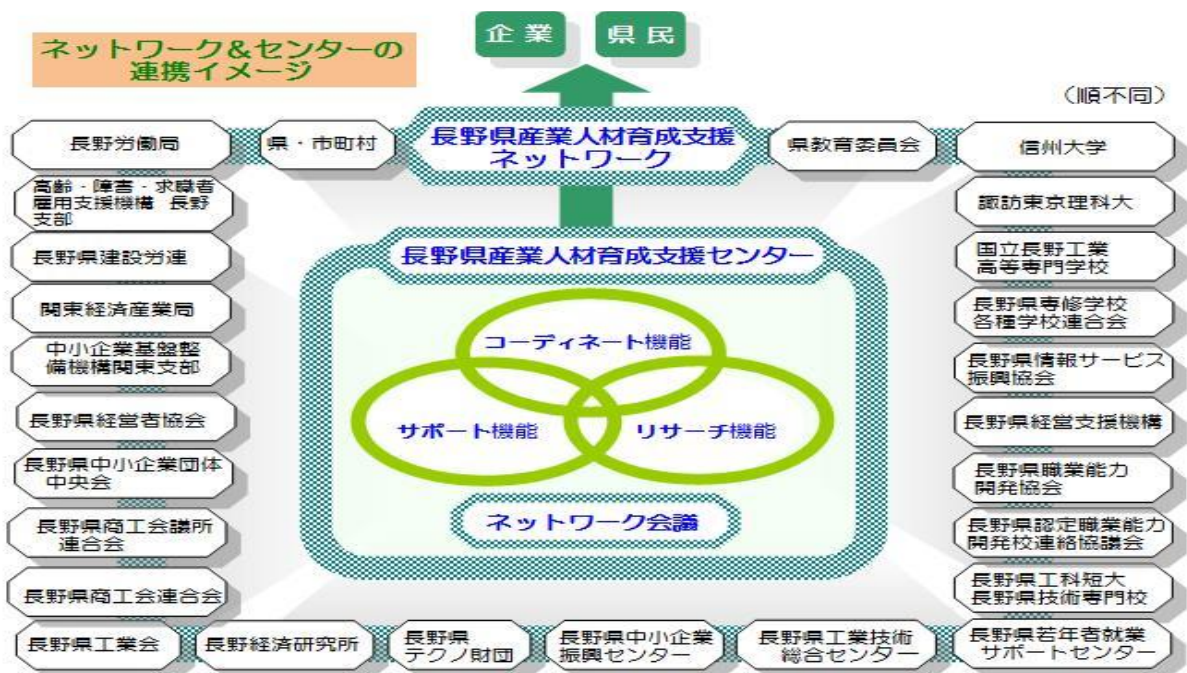 企業 県民
ネットワーク＆センターの
連携イメージ
（順不同）
長野労働局
県・市町村
長野県産業人材育成支援
ネットワーク
県教育委員会
信州大学
高齢・障害・求職者
雇用支援機構 長野
支部
長野県建設労連
関東経済産業局
中小企業基盤整
備機構関東支部
長野県経営者協会
長野県中小企業団体
中央会
長野県商工会議所
連合会
長野県商工会連合会
長野県産業人材育成支援センター
コーディネート機能
サポート機能
リサーチ機能
ネットワーク会議
諏訪東京理科大
国立長野工業
高等専門学校
長野県専修学校
各種学校連合会
長野県情報サービス
振興協会
長野県経営支援機構
長野県職業能力
開発協会
長野県認定職業能力
開発校連絡協議会
長野県工科短大
長野県技術専門校
長野県工業会
長野経済研究所
長野県
テクノ財団
長野県中小企業
振興センター
長野県工業技術
総合センター
長野県若年者就業
サポートセンター